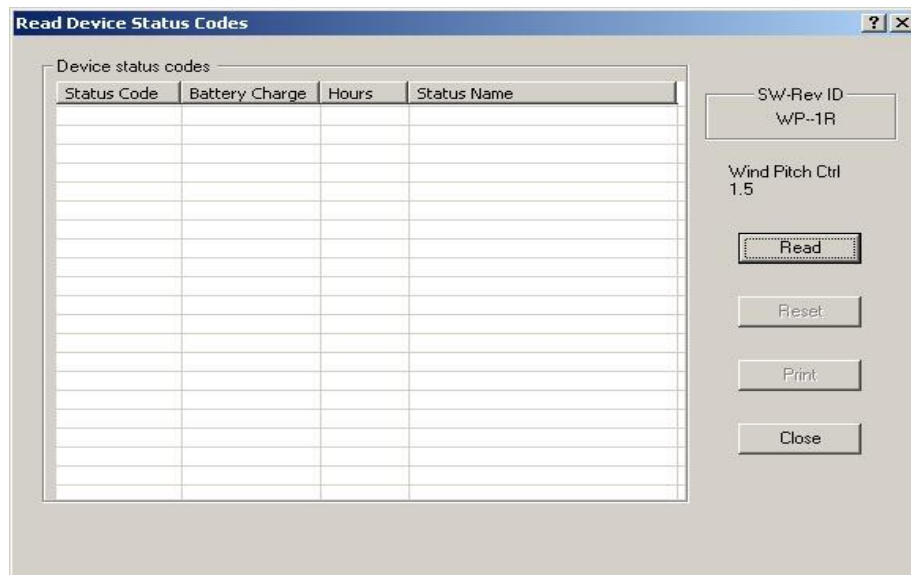 Read Device Status Codes
Device status codes
Status Code Battery Charge Hours Status Name
SW-Rev ID
WP--1R
Wind Pitch Ctrl
1.5
Read
Reset
Print
Close